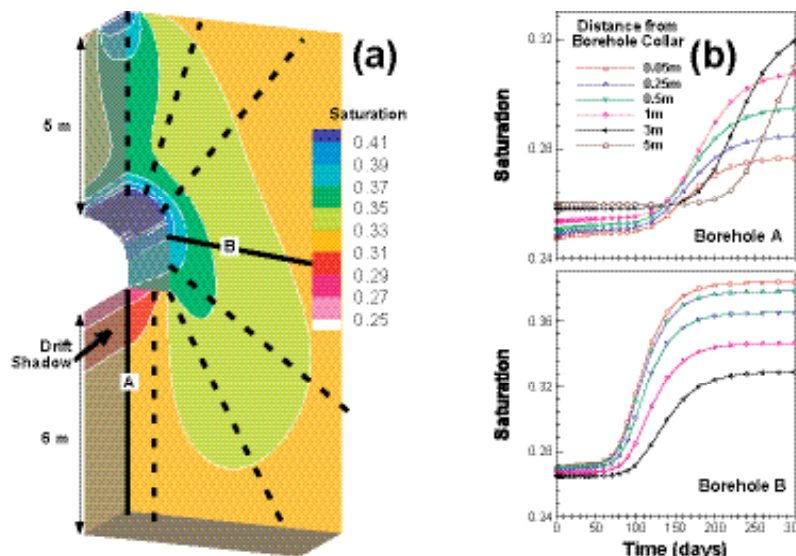 (a)
5 m
Saturation
0.41
0.39
0.37
0.35
0.33
0.31
0.29
0.27
0.25
B
A
Drift
Shadow
6 m
(b)
Distance from
Borehole Collar
0.05m
0.25m
0.5m
1m
3m
5m
Saturation
0.32
0.28
0.24
Borehole A
Saturation
0.36
0.32
0.28
0.24
Borehole B
0 50 100 150 200 250 300
Time (days)